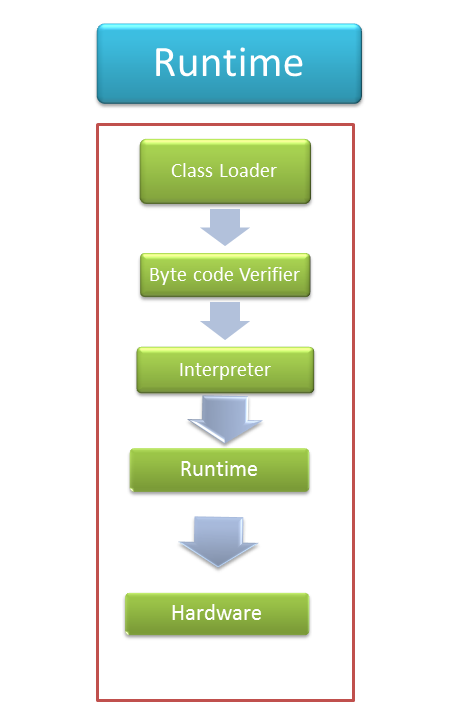 Runtime
Class Loader
Byte code Verifier
Interpreter
Runtime
Hardware